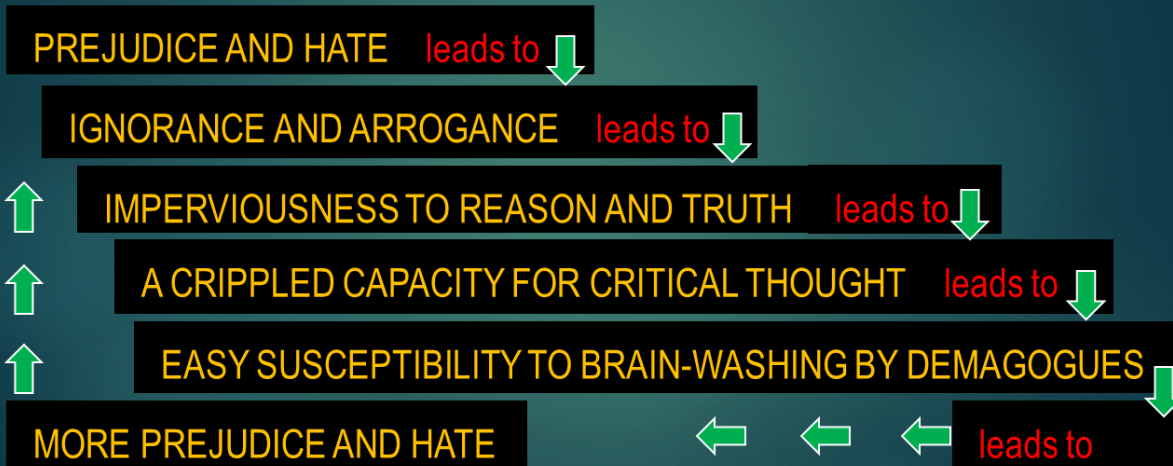 PREJUDICE AND HATE leads to
IGNORANCE AND ARROGANCE leads to
IMPERVIOUSNESS TO REASON AND TRUTH leads to
A CRIPPLED CAPACITY FOR CRITICAL THOUGHT leads to
EASY SUSCEPTIBILITY TO BRAIN-WASHING BY DEMAGOGUES
leads to
MORE PREJUDICE AND HATE